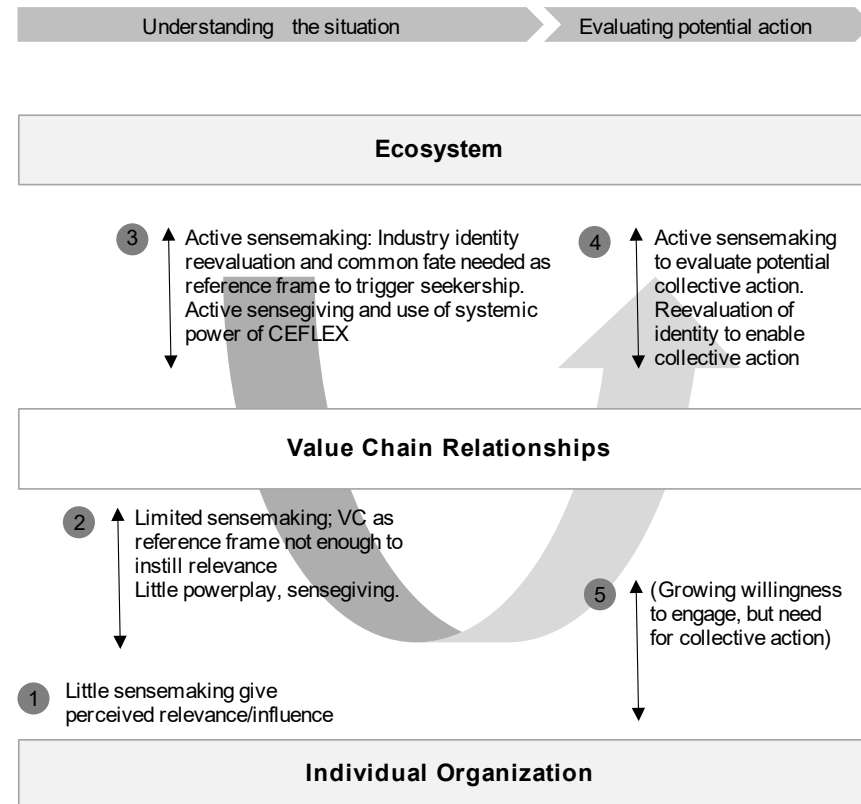 Understanding the situation
Evaluating potential action
Ecosystem
3
Active sensemaking: Industry identity
reevaluation and common fate needed as
reference frame to trigger seekership.
Active sensegiving and use of systemic
power of CEFLEX
4
Active sensemaking
to evaluate potential
collective action.
Reevaluation of
identity to enable
collective action
Value Chain Relationships
2
Limited sensemaking; VC as
reference frame not enough to
instill relevance
Little powerplay, sensegiving.
5
(Growing willingness
to engage, but need
for collective action)
1
Little sensemaking give
perceived relevance/influence
Individual Organization